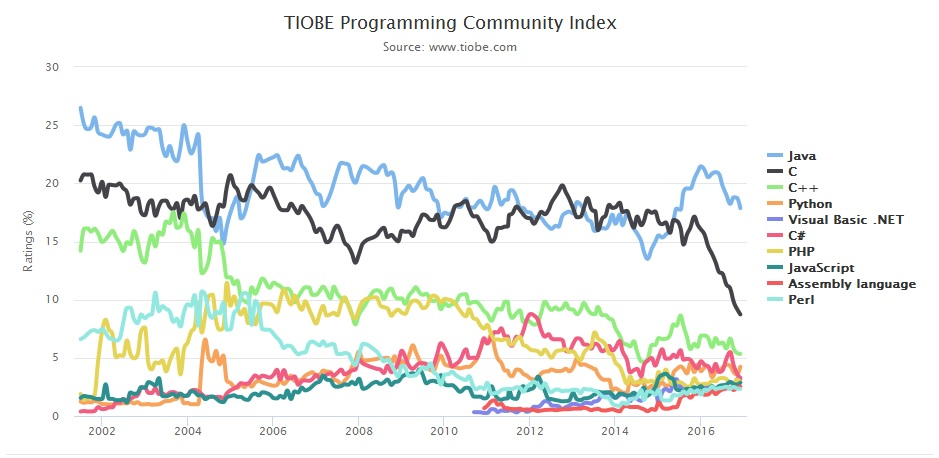 TIOBE Programming Community Index
Source: www.tiobe.com
Ratings (%)
30
25
20
15
10
5
0
2002 2004 2006 2008 2010 2012 2014 2016
Java
C
C++
Python
Visual Basic .NET
C#
PHP
JavaScript
Assembly language
Perl